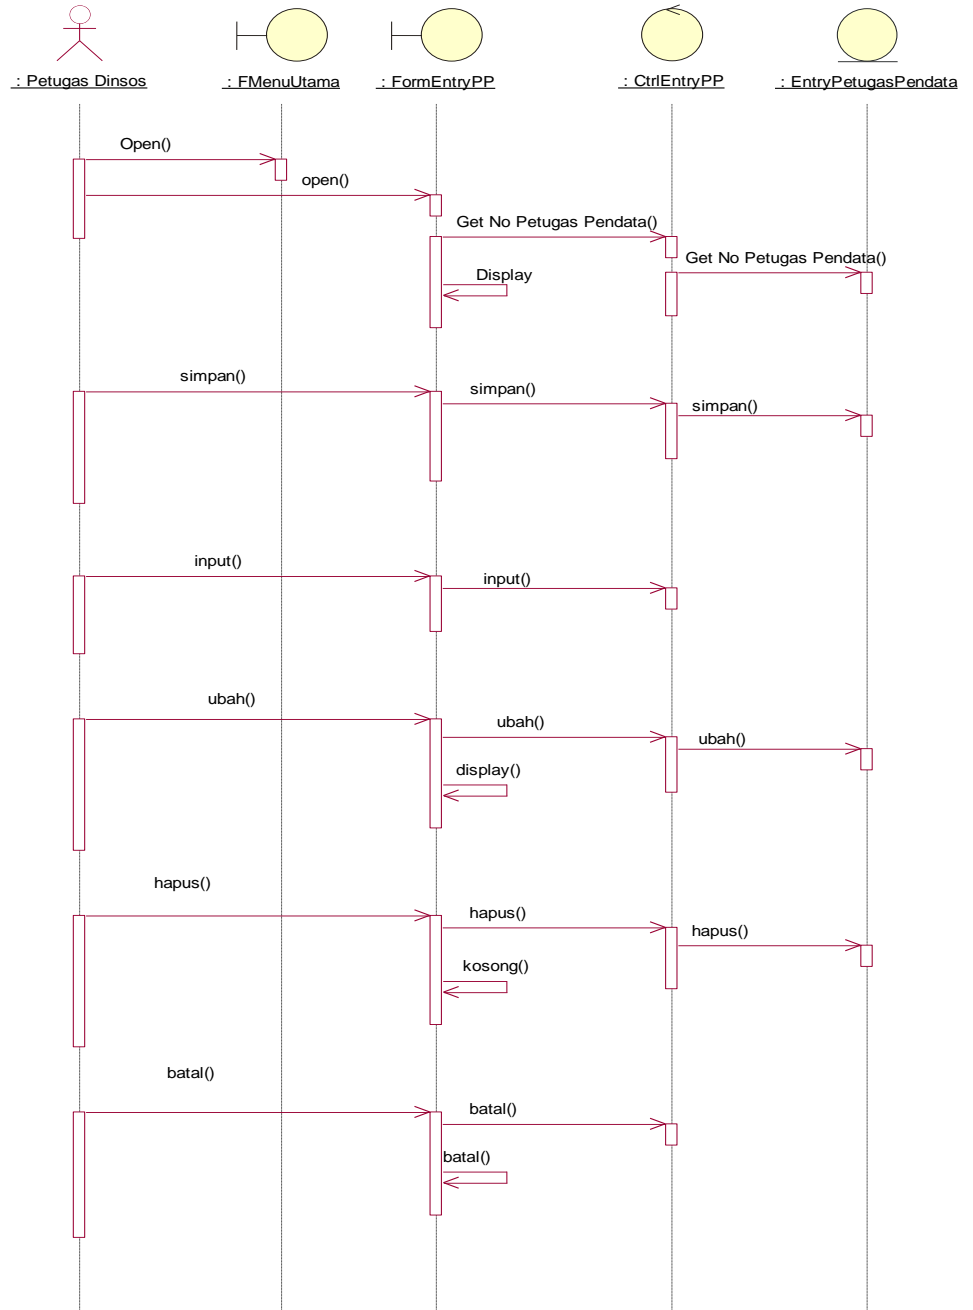 : Petugas Dinsos
: FMenuUtama
: FormEntryPP
: CtrlEntryPP
: EntryPetugasPendata
Open()
open()
Get No Petugas Pendata()
Get No Petugas Pendata()
Display
simpan()
simpan()
simpan()
input()
input()
ubah()
ubah()
ubah()
display()
hapus()
hapus()
hapus()
kosong()
batal()
batal()
batal()